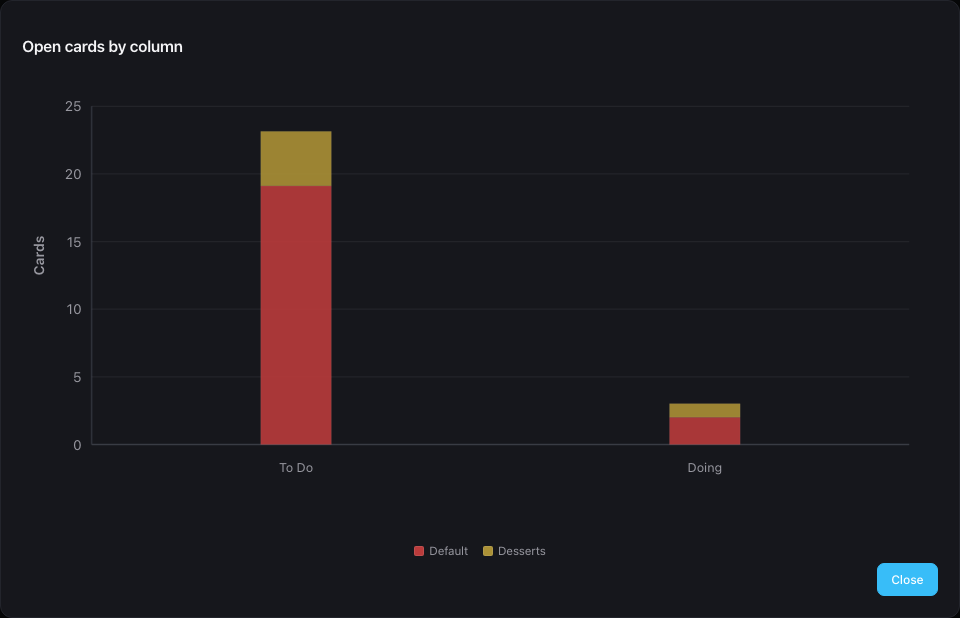 Open cards by column
25
20
15
10
5
0
Cards
To Do
Doing
Default
Desserts
Close